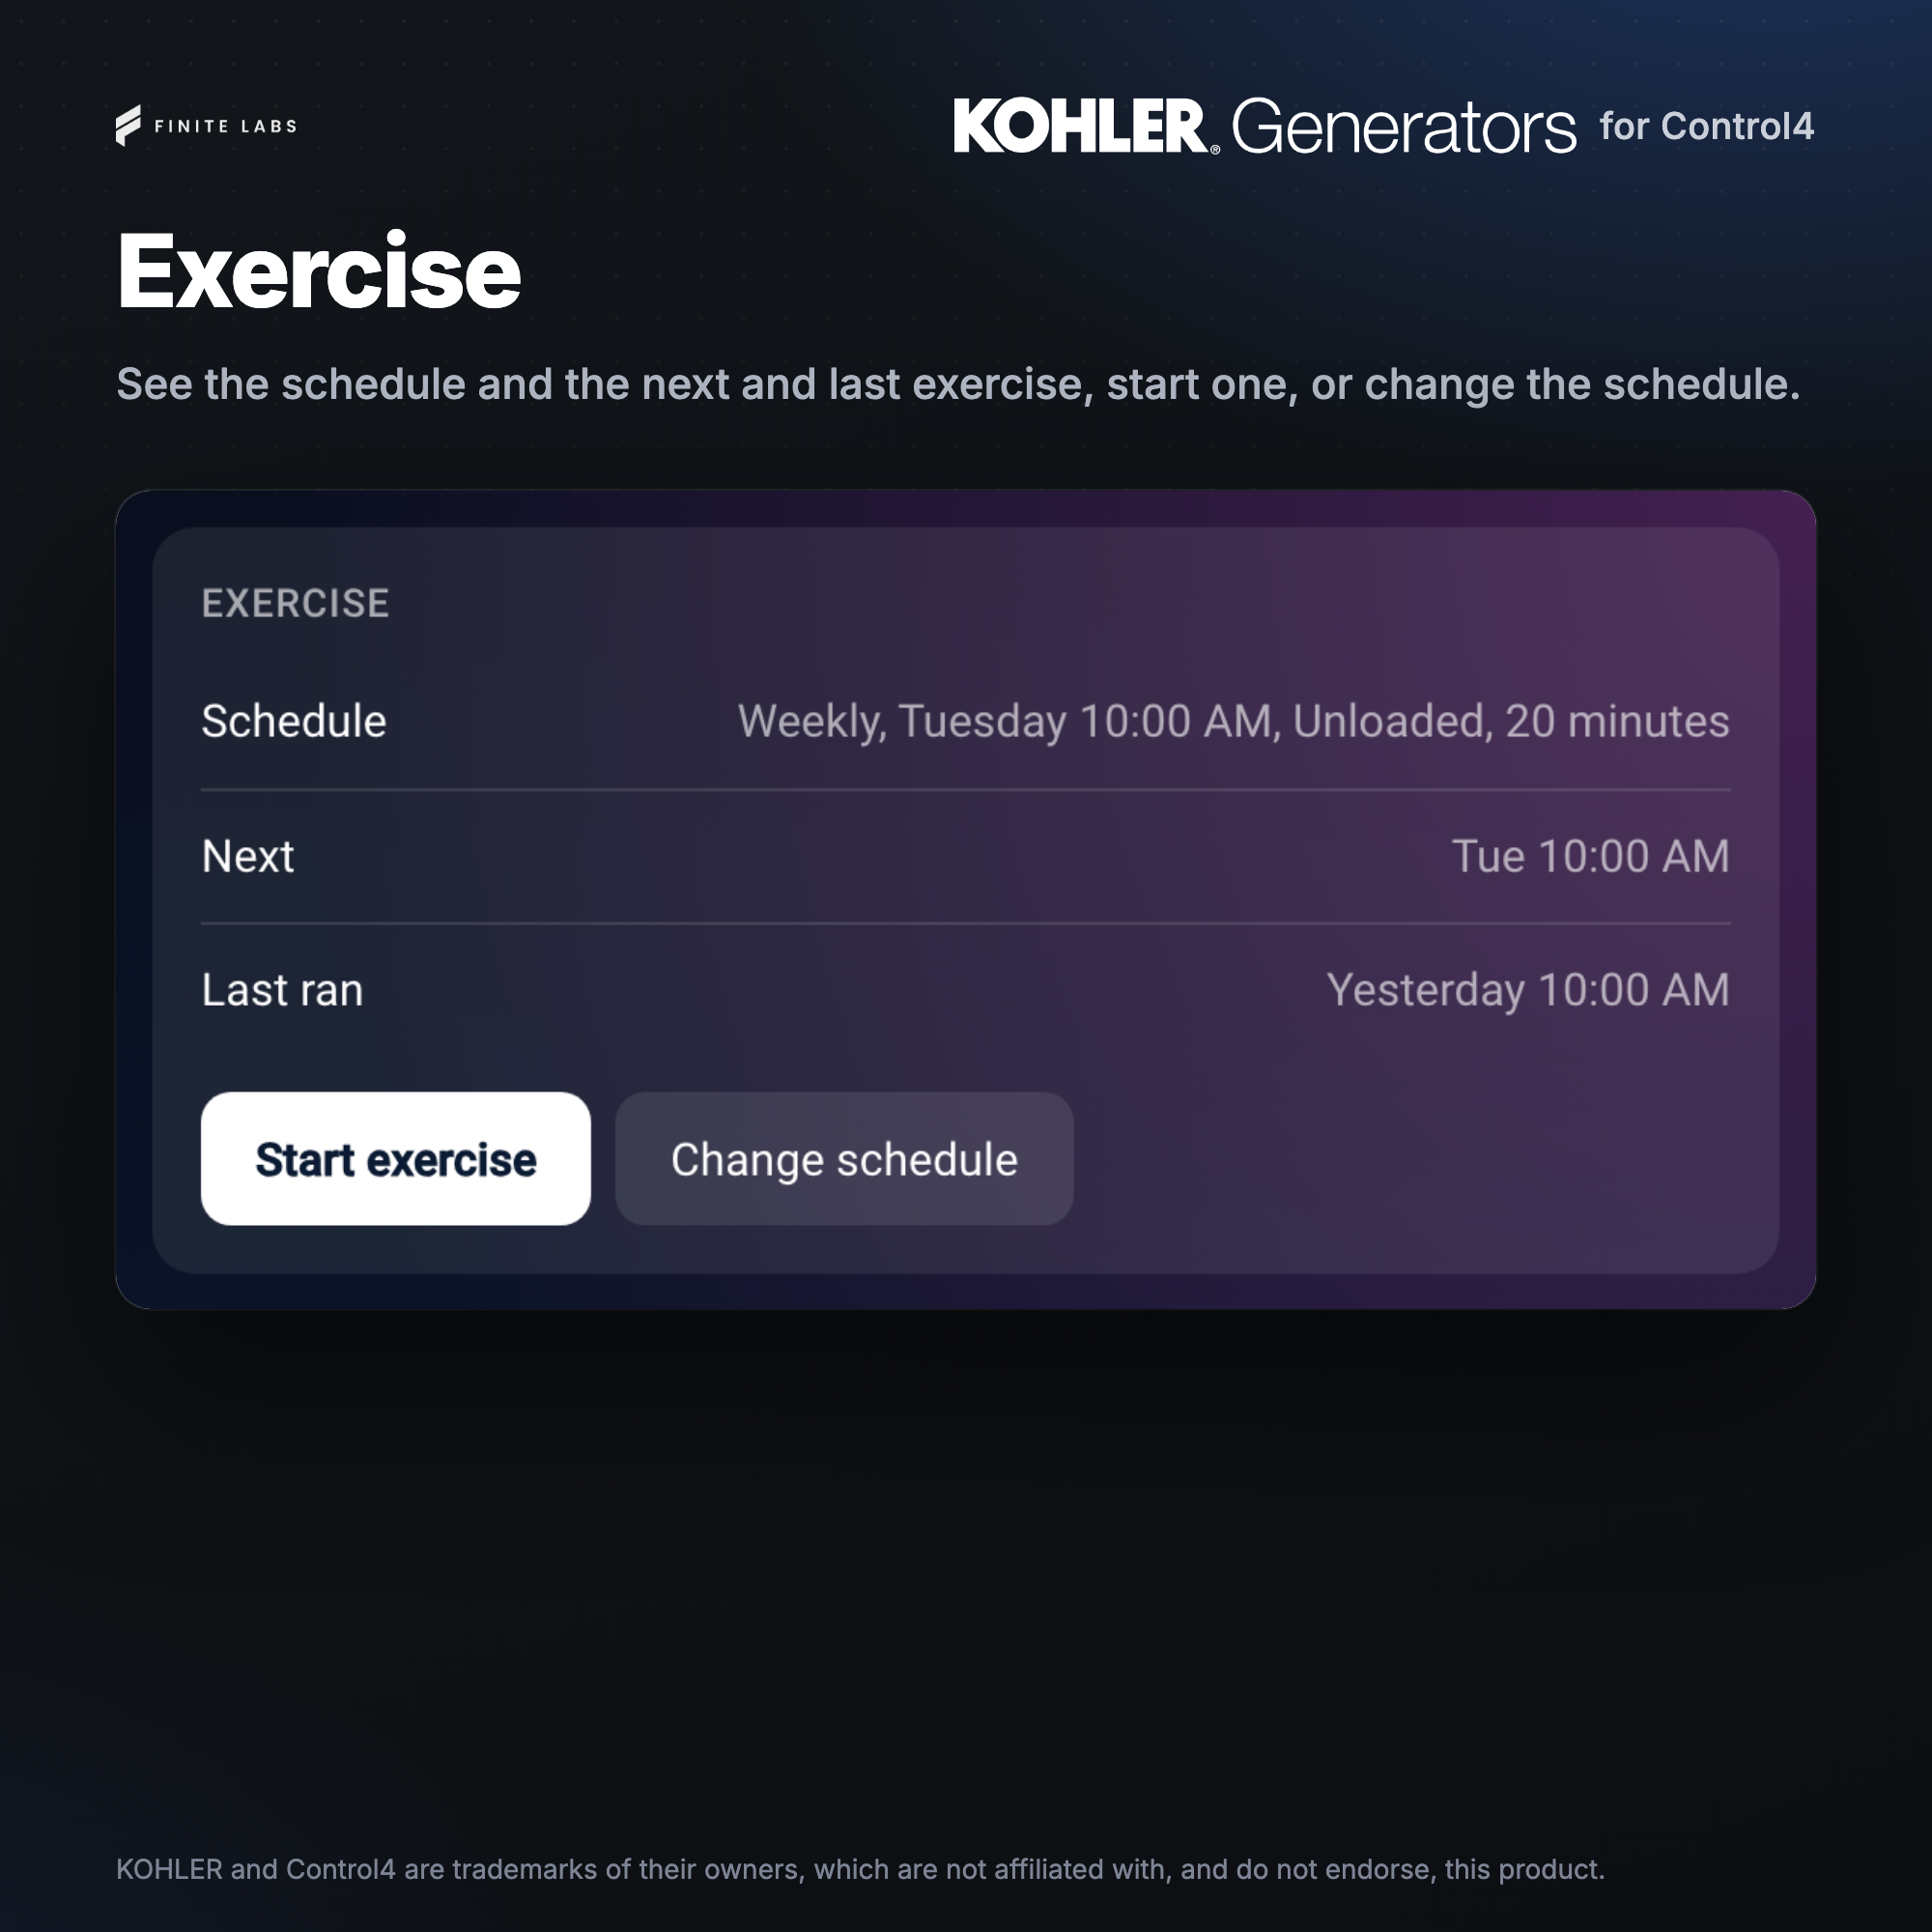 FINITE LABS
KOHLER® Generators for Control4
Exercise
See the schedule and the next and last exercise, start one, or change the schedule.
EXERCISE
Schedule Weekly, Tuesday 10:00 AM, Unloaded, 20 minutes
Next Tue 10:00 AM
Last ran Yesterday 10:00 AM
Start exercise Change schedule
KOHLER and Control4 are trademarks of their owners, which are not affiliated with, and do not endorse, this product.